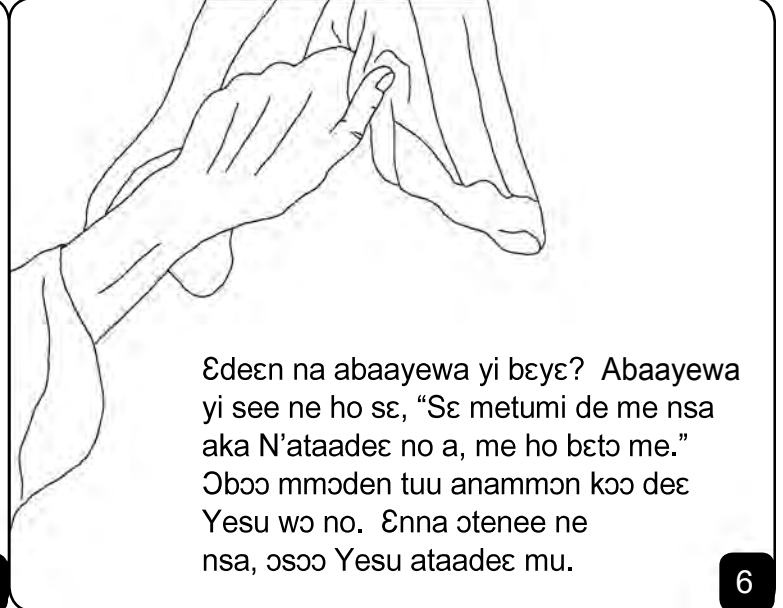 Ɛdeɛn na abaayewa yi bɛyɛ? Abaayewa
yi see ne ho sɛ, “Sɛ metumi de me nsa
aka N’ataadeɛ no a, me ho bɛtɔ me.”
Ɔbɔɔ mmɔden tuu anammɔn kɔɔ deɛ
Yesu wɔ no. Ɛnna ɔtenee ne
nsa, ɔsɔɔ Yesu ataadeɛ mu.
6